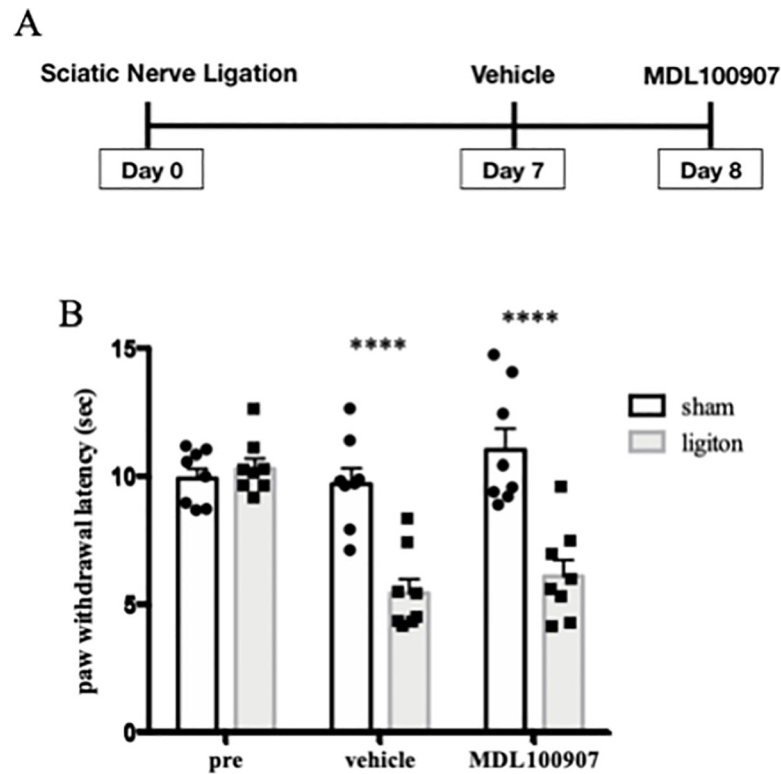 A
Sciatic Nerve Ligation Vehicle MDL100907
Day 0 Day 7 Day 8
B
**** ****
15
10
5
0
paw withdrawal latency (sec)
sham
ligiton
pre vehicle MDL100907